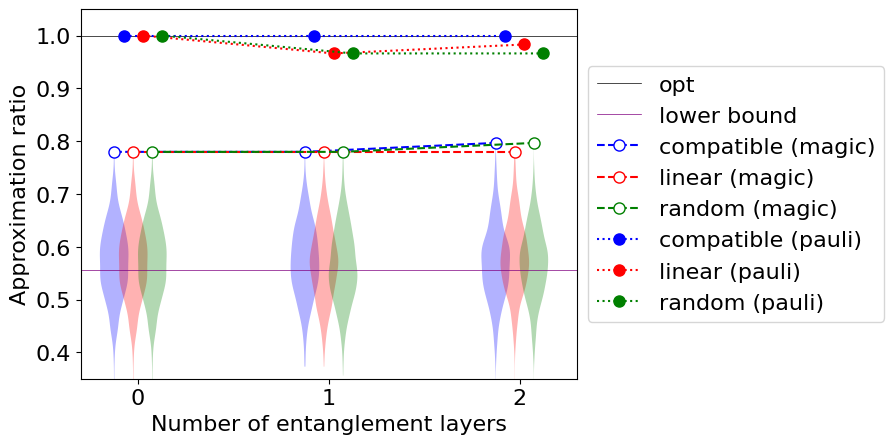 1.0
0.9
0.8
0.7
0.6
0.5
0.4
Approximation ratio
0 1 2
Number of entanglement layers
opt
lower bound
compatible (magic)
linear (magic)
random (magic)
compatible (pauli)
linear (pauli)
random (pauli)